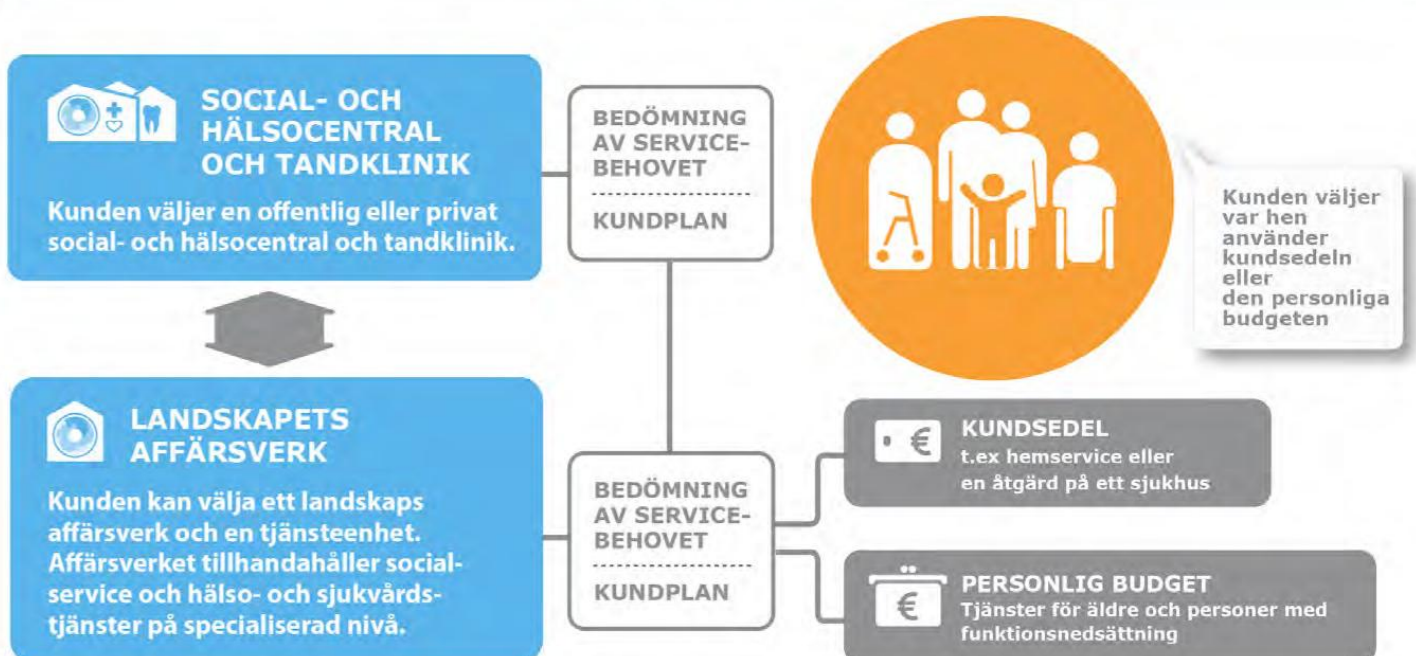 SOCIAL- OCH
HÄLSOCENTRAL
OCH TANDKLINIK
Kunden väljer en offentlig eller privat
social- och hälsocentral och tandklinik.
BEDÖMNING
AV SERVICE-
BEHOVET
KUNDPLAN
Kunden väljer
var hen
använder
kundsedeln
eller
den personliga
budgeten
LANDSKAPETS
AFFÄRSVERK
Kunden kan välja ett landskaps
affärsverk och en tjänsteenhet.
Affärsverket tillhandahåller social-
service och hälso- och sjukvårds-
tjänster på specialiserad nivå.
BEDÖMNING
AV SERVICE-
BEHOVET
KUNDPLAN
€
KUNDSEDEL
t.ex hemservice eller
en åtgärd på ett sjukhus
€
PERSONLIG BUDGET
Tjänster för äldre och personer med
funktionsnedsättning